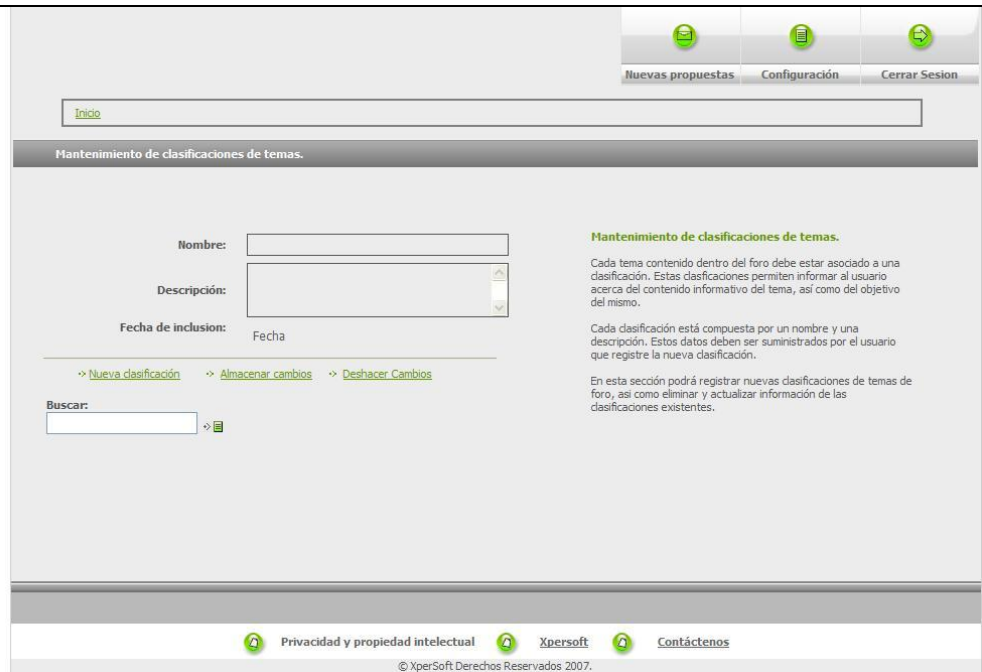 Nuevas propuestas
Configuración
Cerrar Sesion
Inicio
Mantenimiento de clasificaciones de temas.
Nombre:
Descripción:
Fecha de inclusion:
Fecha
Nueva clasificación
Almacenar cambios
Deshacer Cambios
Buscar:
Mantenimiento de clasificaciones de temas.
Cada tema contenido dentro del foro debe estar asociado a una
clasificación. Estas clasficaciones permiten informar al usuario
acerca del contenido informativo del tema, así como del objetivo
del mismo.
Cada clasificación está compuesta por un nombre y una
descripción. Estos datos deben ser suministrados por el usuario
que registre la nueva clasificación.
En esta sección podrá registrar nuevas clasificaciones de temas de
foro, asi como eliminar y actualizar información de las
clasificaciones existentes.
Privacidad y propiedad intelectual
Xpersoft
Contáctenos
© XperSoft Derechos Reservados 2007.